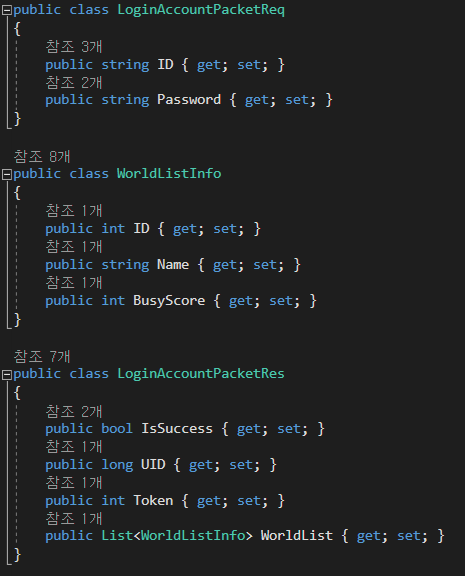 public class LoginAccountPacketReq
{
참조 3개
public string ID { get; set; }
참조 2개
public string Password { get; set; }
}
참조 8개
public class WorldListInfo
{
참조 1개
public int ID { get; set; }
참조 1개
public string Name { get; set; }
참조 1개
public int BusyScore { get; set; }
}
참조 7개
public class LoginAccountPacketRes
{
참조 2개
public bool IsSuccess { get; set; }
참조 1개
public long UID { get; set; }
참조 1개
public int Token { get; set; }
참조 1개
public List<WorldListInfo> WorldList { get; set; }
}